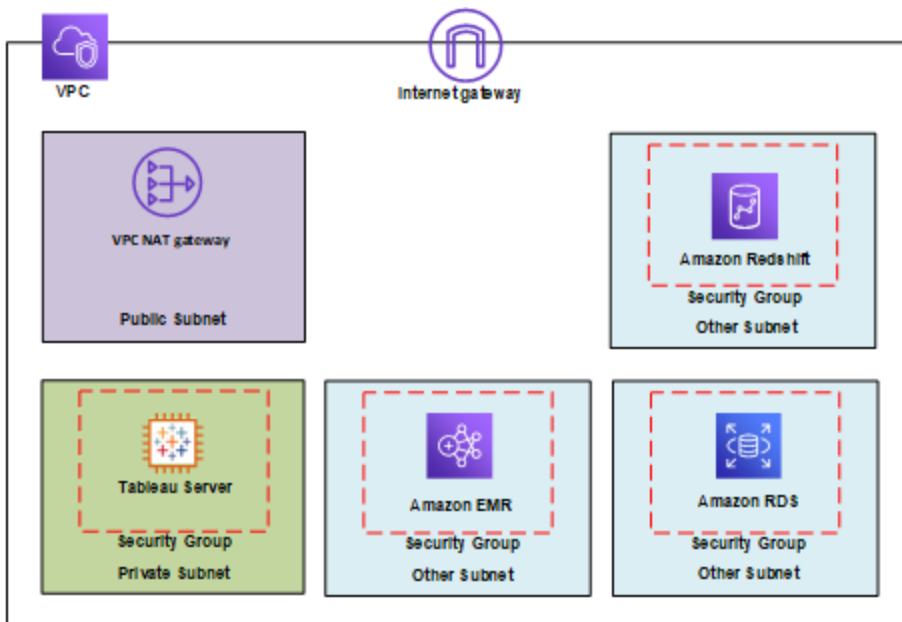 VPC
Internet gateway
VPC NAT gateway
Public Subnet
Amazon Redshift
Security Group
Other Subnet
Tableau Server
Security Group
Private Subnet
Amazon EMR
Security Group
Other Subnet
Amazon RDS
Security Group
Other Subnet